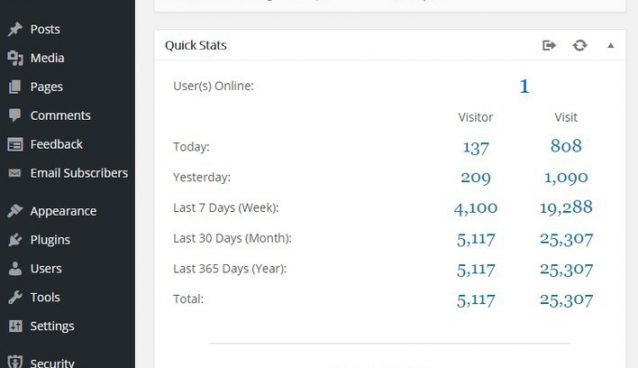 Posts
Media
Pages
Comments
Feedback
Email Subscribers
Appearance
Plugins
Users
Tools
Settings
Security
Quick Stats
User(s) Online: 1
Visitor Visit
Today: 137 808
Yesterday: 209 1,090
Last 7 Days (Week): 4,100 19,288
Last 30 Days (Month): 5,117 25,307
Last 365 Days (Year): 5,117 25,307
Total: 5,117 25,307